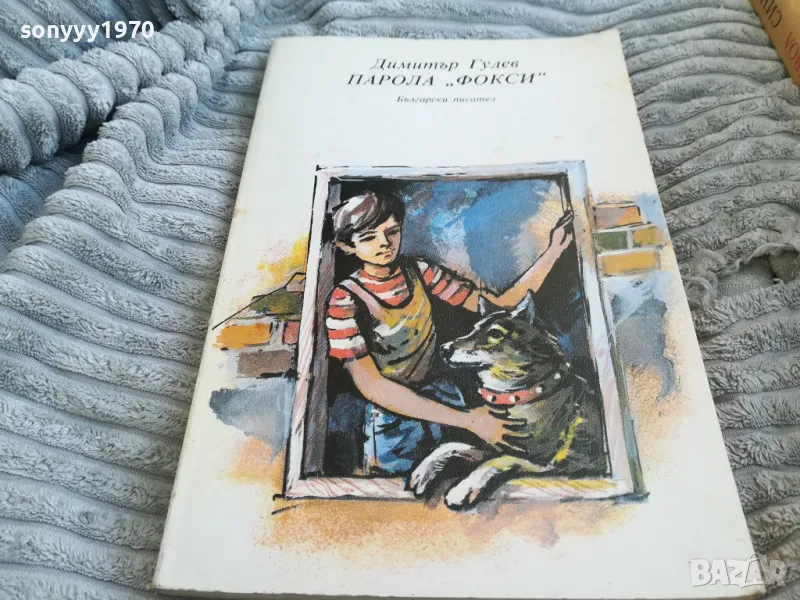 sonyyy1970
Димитър Гулев
ПАРОЛА „ФОКСИ“
Български писател
BAZAR